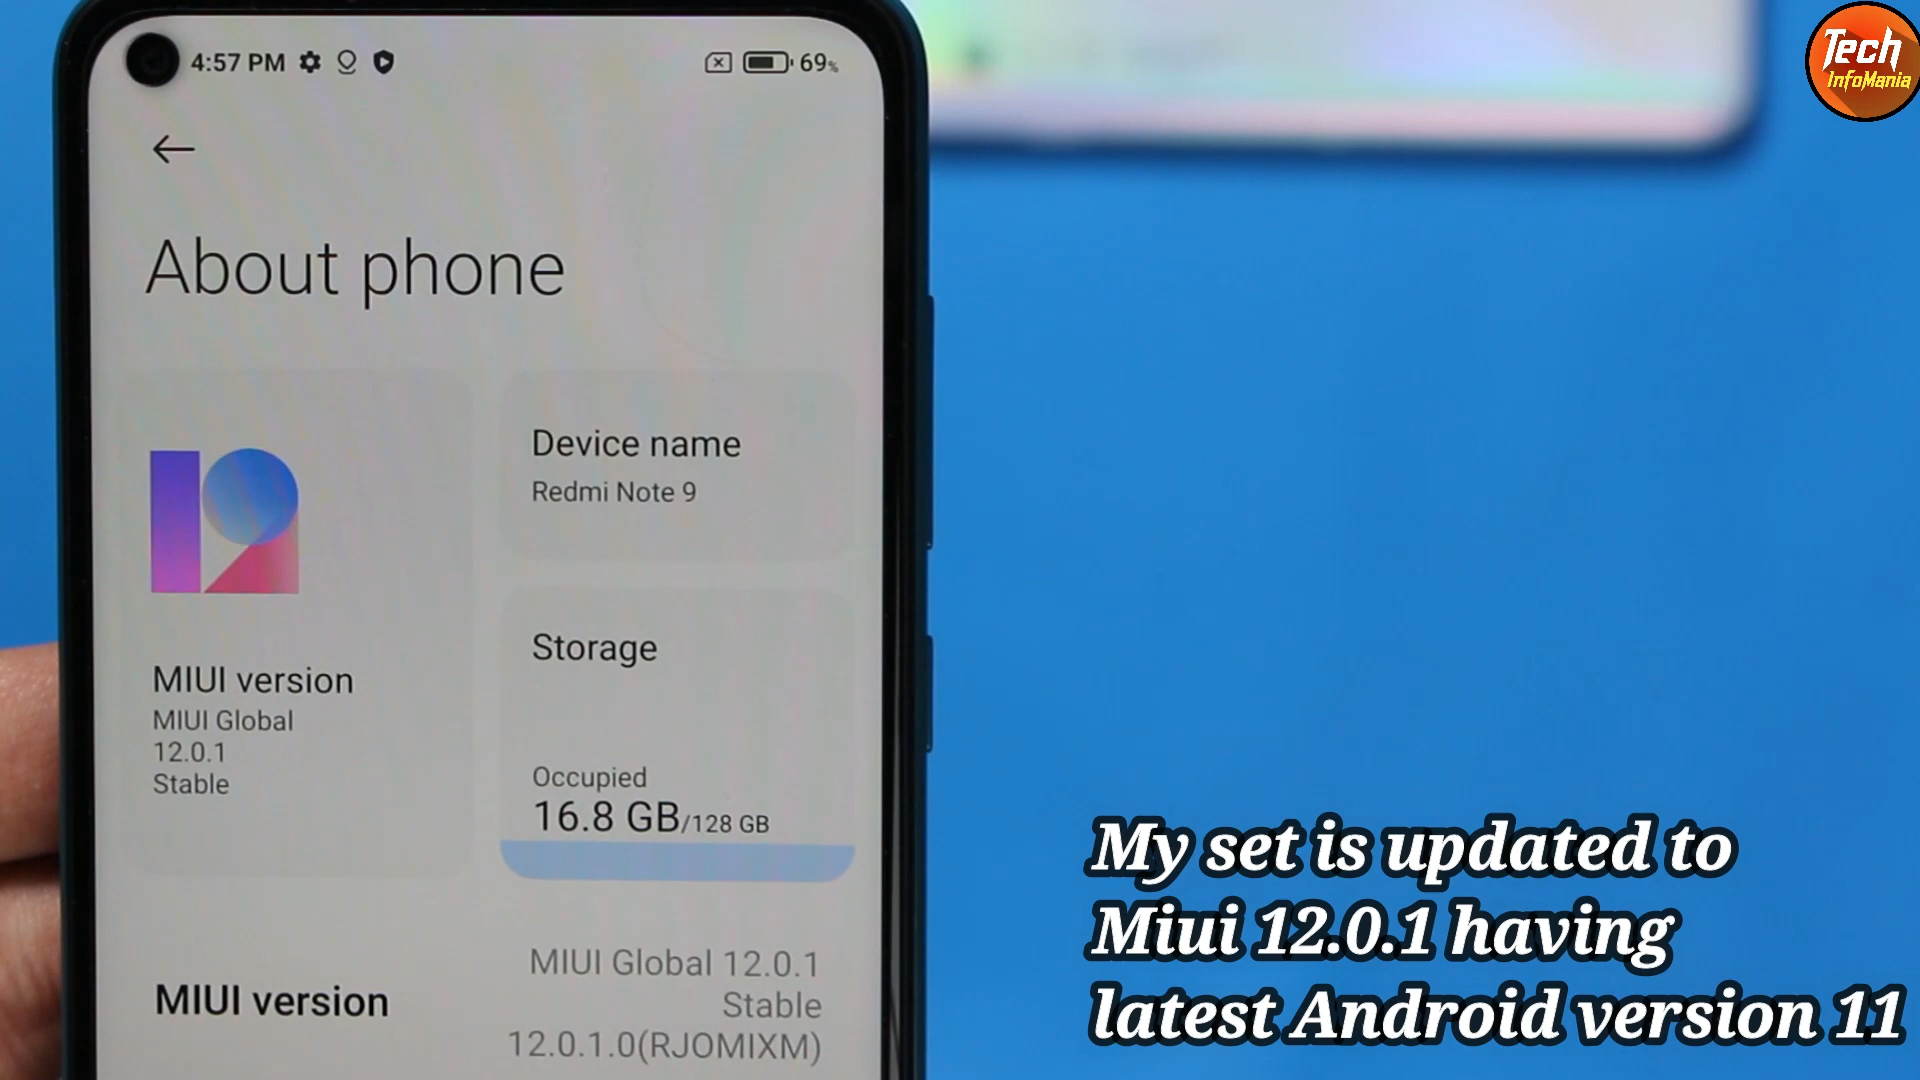 4:57 PM
69%
Tech
InfoMania
About phone
Device name
Redmi Note 9
Storage
MIUI version
MIUI Global
12.0.1
Stable
Occupied
16.8 GB/128 GB
MIUI version
MIUI Global 12.0.1
Stable
12.0.1.0(RJOMIXM)
My set is updated to
Miui 12.0.1 having
latest Android version 11